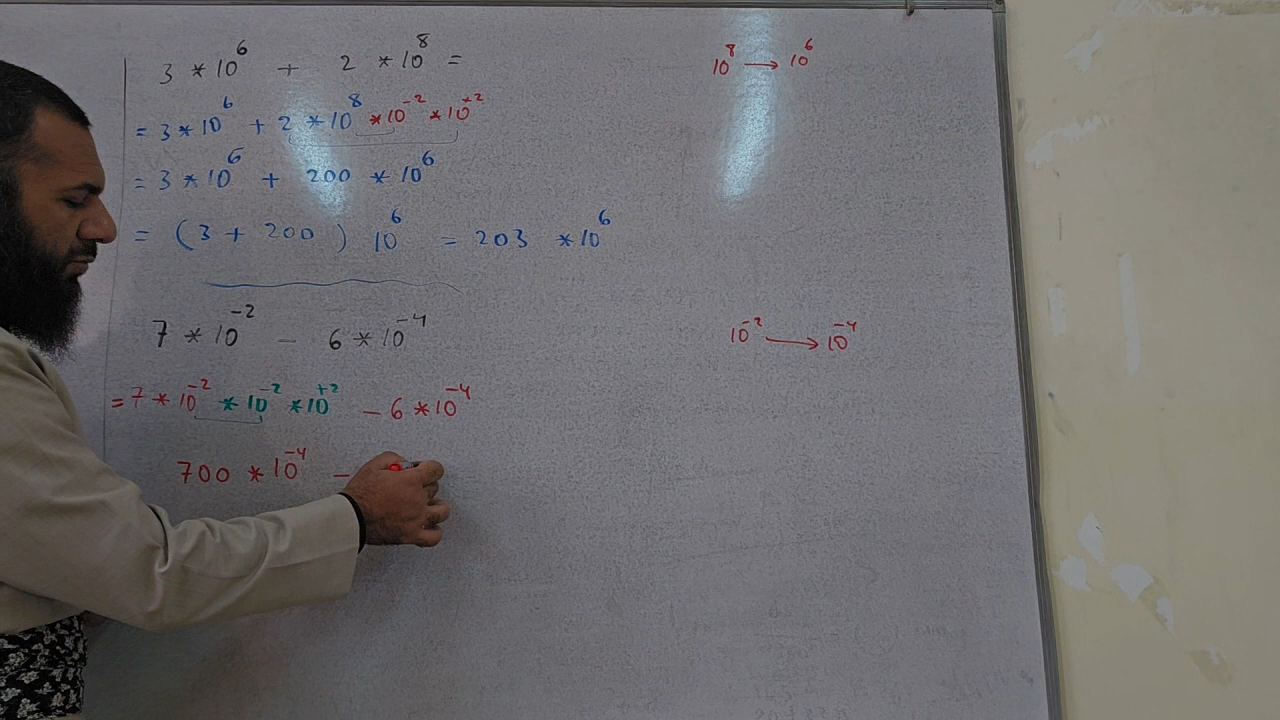 3 * 10^6 + 2 * 10^8 =
10^8 → 10^6
= 3 * 10^6 + 2 * 10^8 * 10^-2 * 10^+2
= 3 * 10^6 + 200 * 10^6
= (3 + 200) 10^6 = 203 * 10^6
7 * 10^-2 - 6 * 10^-4
10^-2 → 10^-4
= 7 * 10^-2 * 10^-2 * 10^+2 - 6 * 10^-4
700 * 10^-4 -